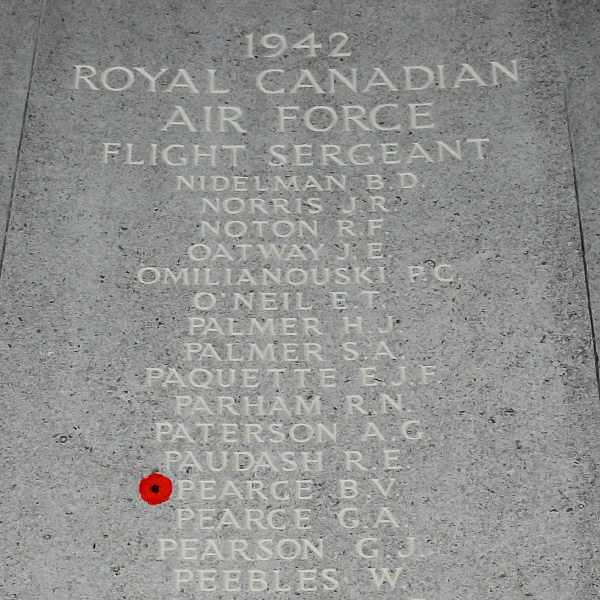 1942
ROYAL CANADIAN
AIR FORCE
FLIGHT SERGEANT
NIDELMAN B.D.
NORRIS J.R.
NOTON R.F.
OATWAY J.E.
OMILIANOUSKI P.C.
O'NEIL E.T.
PALMER H.J.
PALMER S.A.
PAQUETTE E.J.F.
PARHAM R.N.
PATERSON A.G.
PAUDASH R.E.
PEARCE B.V.
PEARCE G.A.
PEARSON G.J.
PEEBLES W.